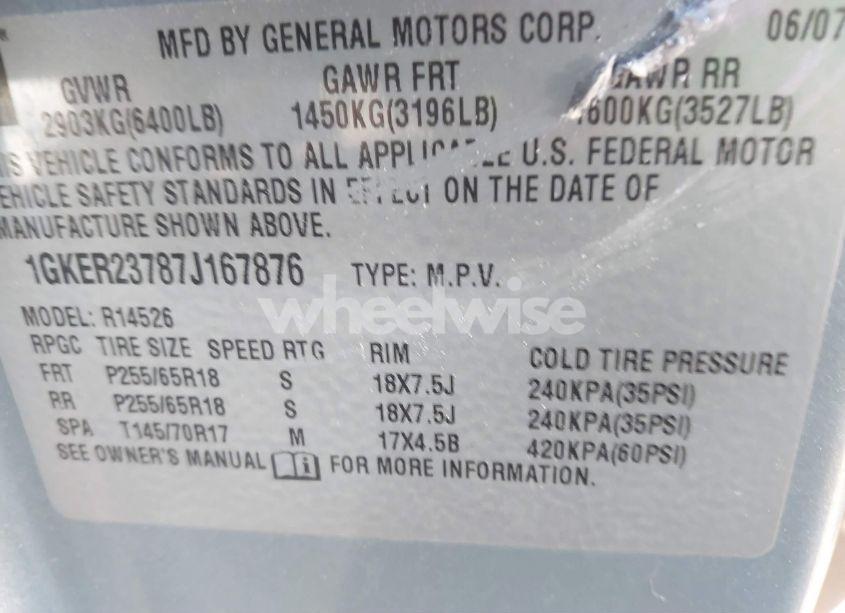 MFD BY GENERAL MOTORS CORP. 06/07
GVWR GAWR FRT GAWR RR
2903KG(6400LB) 1450KG(3196LB) 1600KG(3527LB)
VEHICLE CONFORMS TO ALL APPLICABLE U.S. FEDERAL MOTOR
EHICLE SAFETY STANDARDS IN EFFECT ON THE DATE OF
MANUFACTURE SHOWN ABOVE.
1GKER23787J167876 TYPE: M.P.V.
wheelwise
MODEL: R14526
RPGC TIRE SIZE SPEED RTG RIM COLD TIRE PRESSURE
FRT P255/65R18 S 18X7.5J 240KPA(35PSI)
RR P255/65R18 S 18X7.5J 240KPA(35PSI)
SPA T145/70R17 M 17X4.5B 420KPA(60PSI)
SEE OWNER'S MANUAL FOR MORE INFORMATION.